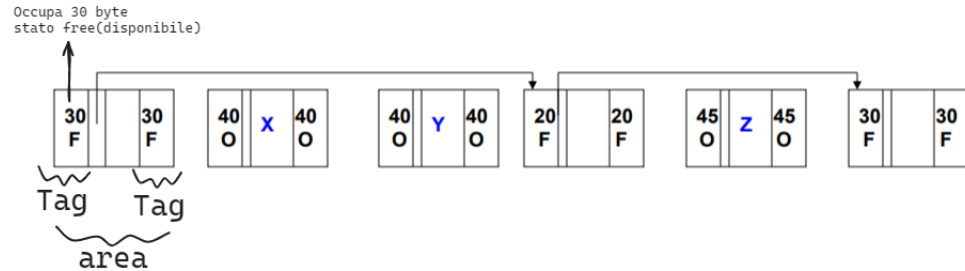 Occupa 30 byte
stato free(disponibile)
30 F 30 F
40 O X 40 O
40 O Y 40 O
20 F 20 F
45 O Z 45 O
30 F 30 F
Tag Tag
area